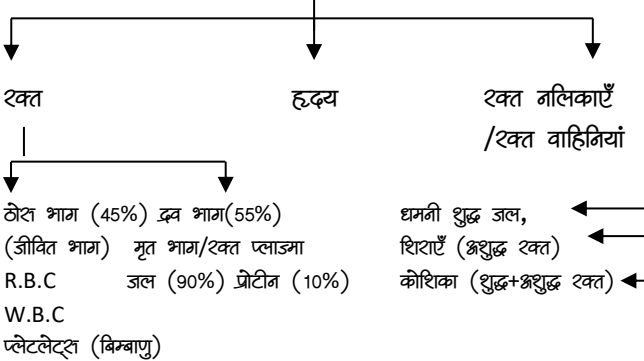 रक्त हृदय रक्त नलिकाएँ
/रक्त वाहिनियां
ठोस भाग (45%) द्रव भाग(55%) धमनी शुद्ध जल,
(जीवित भाग) मृत भाग/रक्त प्लाज्मा शिराएँ (अशुद्ध रक्त)
R.B.C जल (90%) प्रोटीन (10%) कोशिका (शुद्ध+अशुद्ध रक्त)
W.B.C
प्लेटलेट्स (बिम्बाणु)